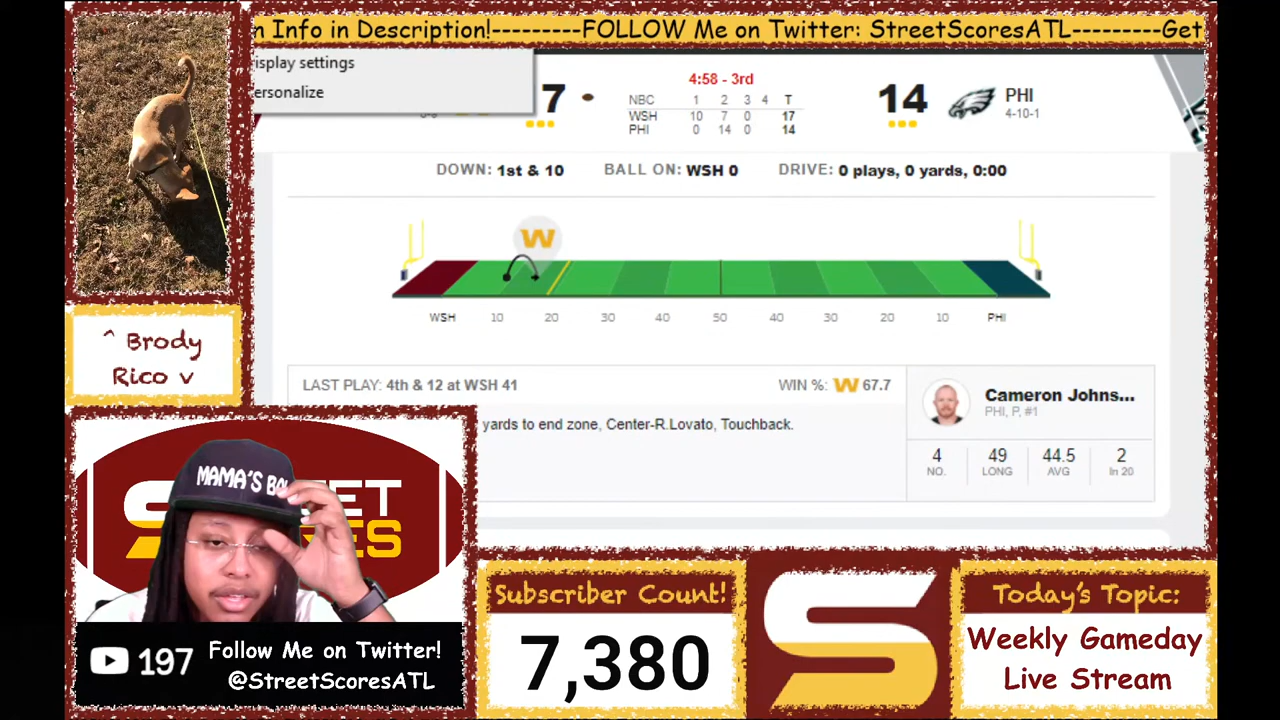 n Info in Description!---------FOLLOW Me on Twitter: StreetScoresATL---------Get
isplay settings
ersonalize
7
4:58 - 3rd
NBC 1 2 3 4 T
WSH 10 7 0 17
PHI 0 14 0 14
14
PHI
4-10-1
DOWN: 1st & 10
BALL ON: WSH 0
DRIVE: 0 plays, 0 yards, 0:00
W
WSH 10 20 30 40 50 40 30 20 10 PHI
^ Brody
Rico v
LAST PLAY: 4th & 12 at WSH 41
WIN %: W 67.7
yards to end zone, Center-R.Lovato, Touchback.
Cameron Johns...
PHI, P, #1
4 49 44.5 2
NO. LONG AVG In 20
MAMA'S BO
197
Follow Me on Twitter!
@StreetScoresATL
Subscriber Count!
7,380
S
Today's Topic:
Weekly Gameday
Live Stream